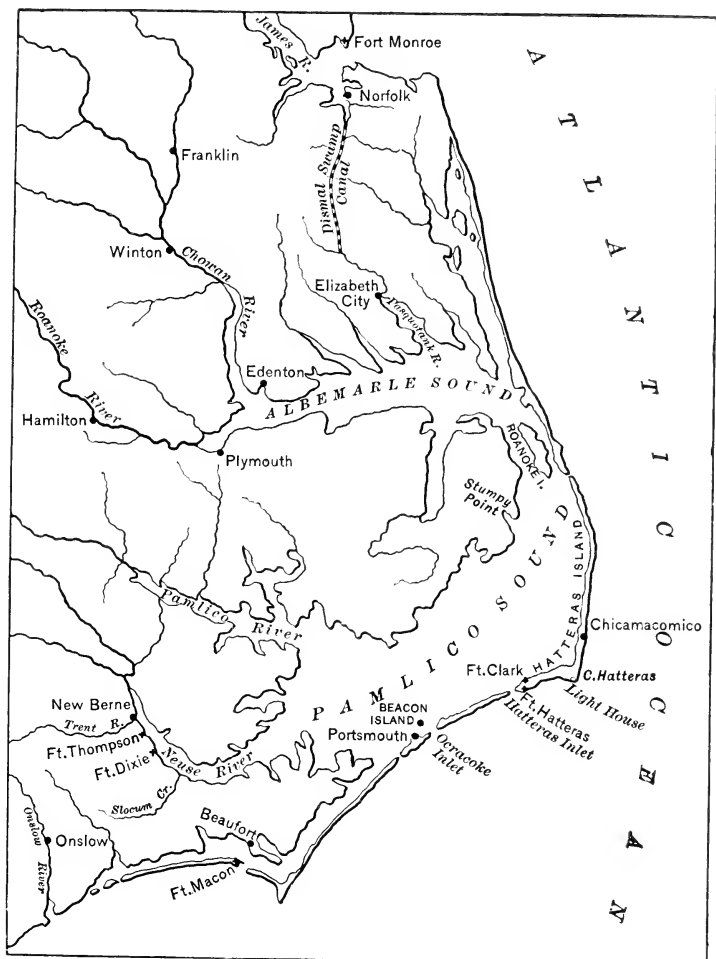 James R.
Fort Monroe
Norfolk
Franklin
Dismal Swamp
Canal
ATLANTIC OCEAN
Winton
Chowan
River
Elizabeth
City
Pasquotank R.
Roanoke
River
Edenton
ALBEMARLE SOUND
Hamilton
Plymouth
ROANOKE I.
Stumpy
Point
PAMLICO SOUND
HATTERAS ISLAND
Pamlico
River
Chicamacomico
Ft.Clark
C.Hatteras
Light House
Ft.Hatteras
Hatteras Inlet
New Berne
Trent R.
Ft.Thompson
Ft.Dixie
Neuse River
BEACON
ISLAND
Portsmouth
Ocracoke
Inlet
Slocum Cr.
Beaufort
Onslow
River
Onslow
Ft.Macon